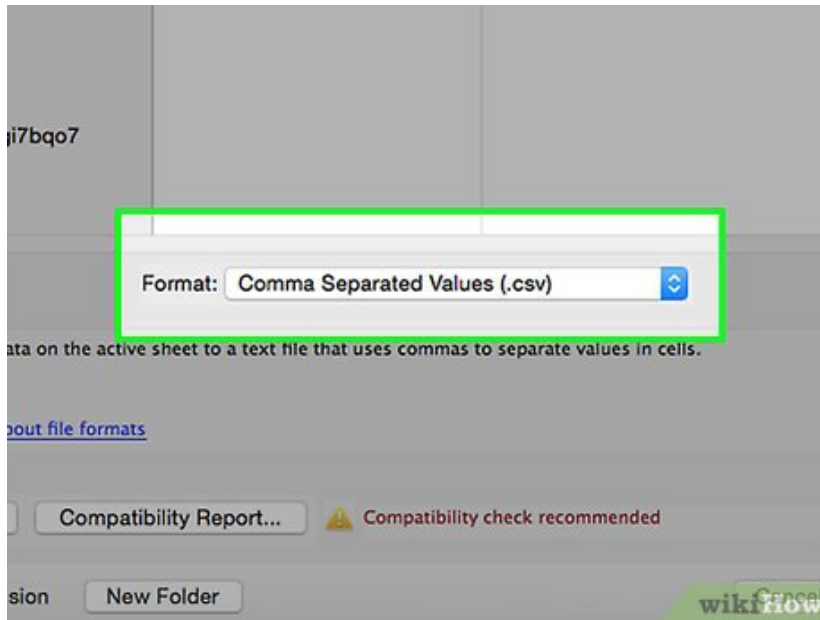 gi7bqo7
Format: Comma Separated Values (.csv)
ata on the active sheet to a text file that uses commas to separate values in cells.
bout file formats
Compatibility Report... Compatibility check recommended
sion New Folder
wikiHow